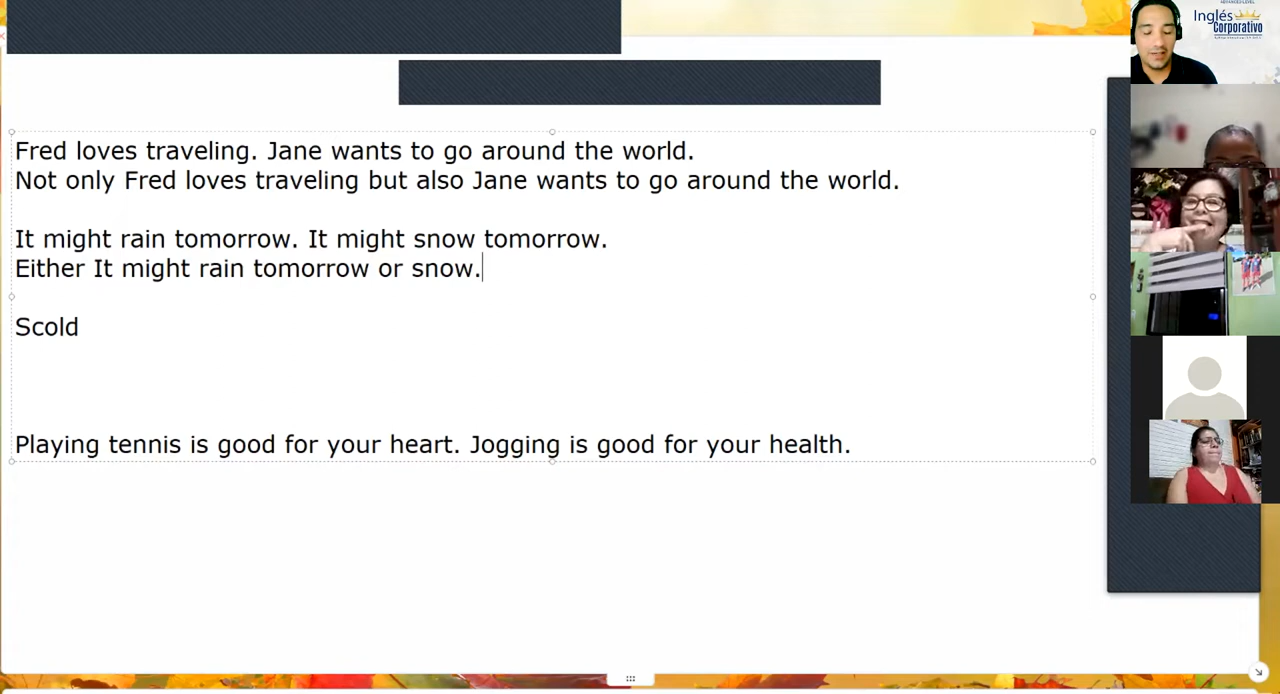 Fred loves traveling. Jane wants to go around the world.
Not only Fred loves traveling but also Jane wants to go around the world.
It might rain tomorrow. It might snow tomorrow.
Either It might rain tomorrow or snow.
Scold
Playing tennis is good for your heart. Jogging is good for your health.
Inglés
Corporativo